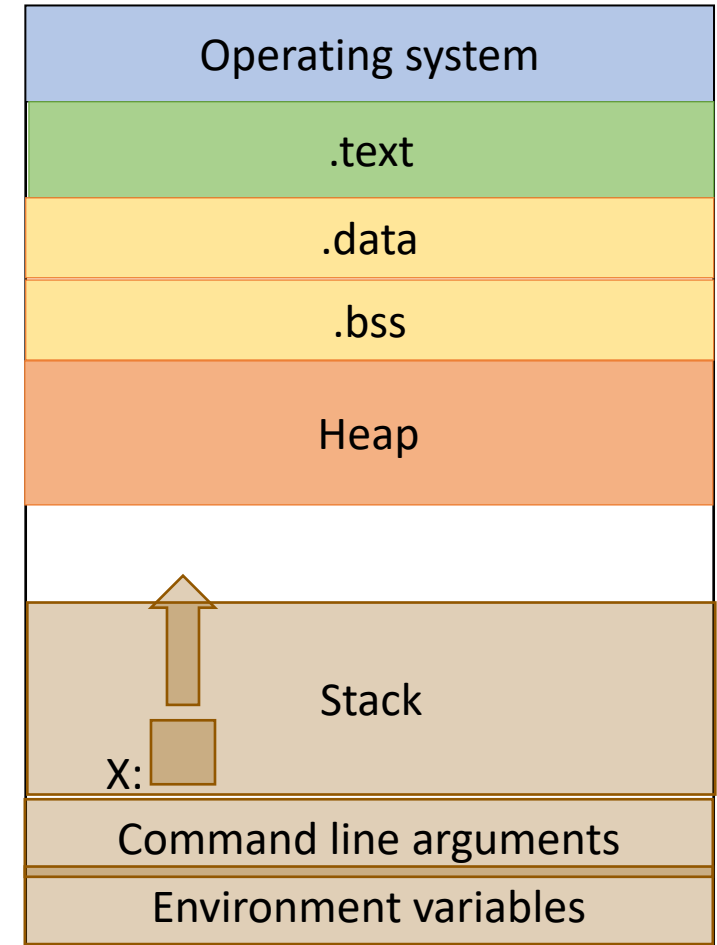 Operating system
.text
.data
.bss
Heap
Stack
X:
Command line arguments
Environment variables